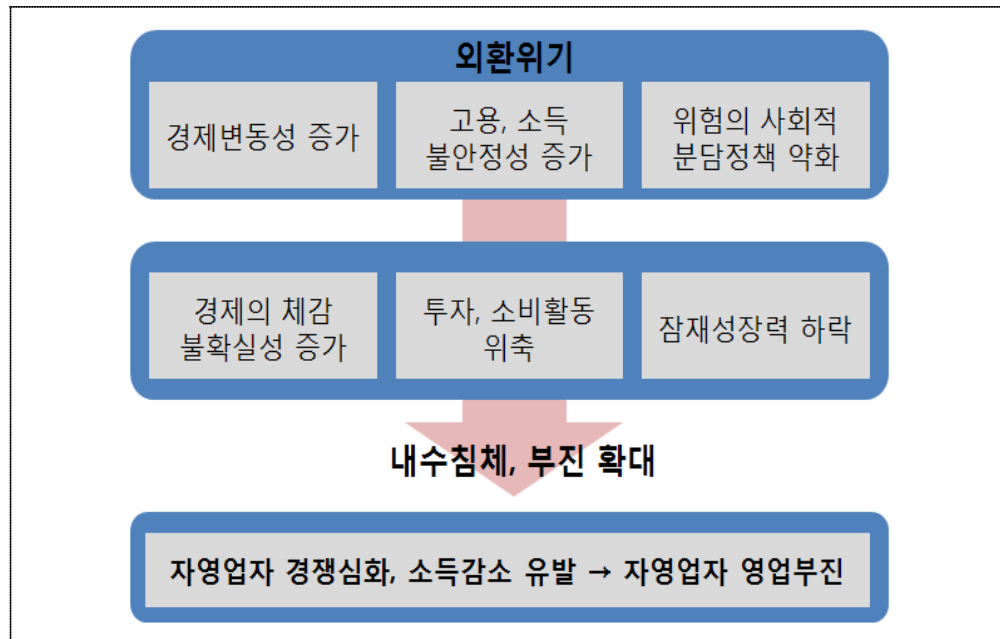 외환위기
경제변동성 증가
고용, 소득
불안정성 증가
위험의 사회적
분담정책 약화
경제의 체감
불확실성 증가
투자, 소비활동
위축
잠재성장력 하락
내수침체, 부진 확대
자영업자 경쟁심화, 소득감소 유발 → 자영업자 영업부진